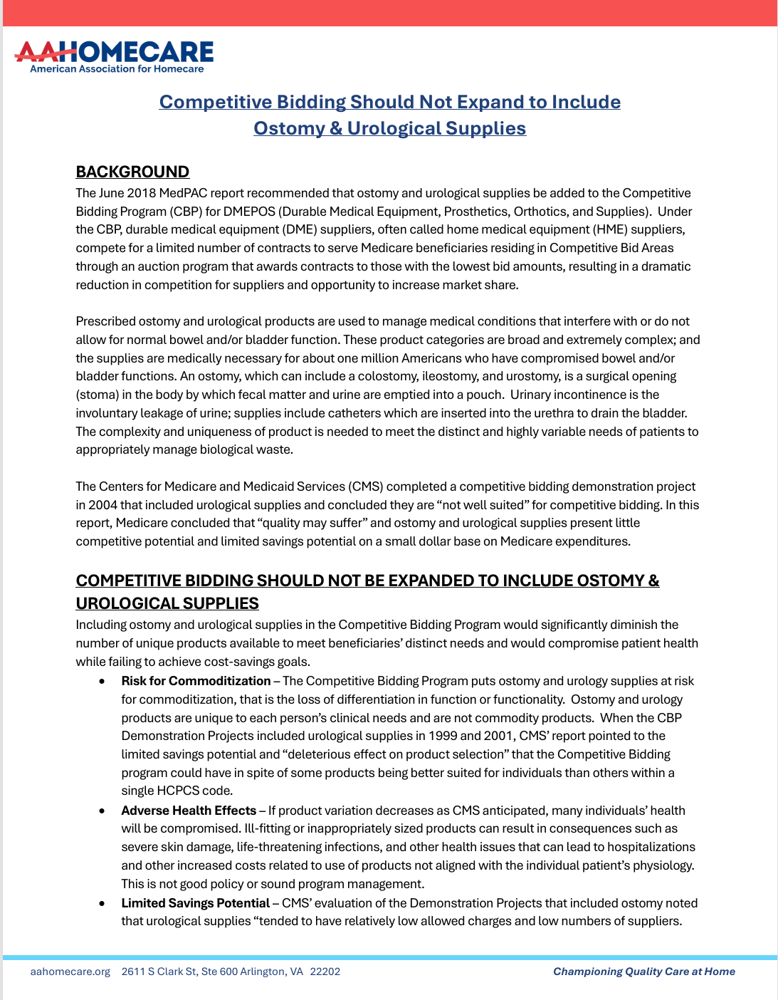 AAHOMECARE
American Association for Homecare
Competitive Bidding Should Not Expand to Include
Ostomy & Urological Supplies
BACKGROUND
The June 2018 MedPAC report recommended that ostomy and urological supplies be added to the Competitive
Bidding Program (CBP) for DMEPOS (Durable Medical Equipment, Prosthetics, Orthotics, and Supplies).  Under
the CBP, durable medical equipment (DME) suppliers, often called home medical equipment (HME) suppliers,
compete for a limited number of contracts to serve Medicare beneficiaries residing in Competitive Bid Areas
through an auction program that awards contracts to those with the lowest bid amounts, resulting in a dramatic
reduction in competition for suppliers and opportunity to increase market share.
Prescribed ostomy and urological products are used to manage medical conditions that interfere with or do not
allow for normal bowel and/or bladder function. These product categories are broad and extremely complex; and
the supplies are medically necessary for about one million Americans who have compromised bowel and/or
bladder functions. An ostomy, which can include a colostomy, ileostomy, and urostomy, is a surgical opening
(stoma) in the body by which fecal matter and urine are emptied into a pouch.  Urinary incontinence is the
involuntary leakage of urine; supplies include catheters which are inserted into the urethra to drain the bladder.
The complexity and uniqueness of product is needed to meet the distinct and highly variable needs of patients to
appropriately manage biological waste.
The Centers for Medicare and Medicaid Services (CMS) completed a competitive bidding demonstration project
in 2004 that included urological supplies and concluded they are “not well suited” for competitive bidding. In this
report, Medicare concluded that “quality may suffer” and ostomy and urological supplies present little
competitive potential and limited savings potential on a small dollar base on Medicare expenditures.
COMPETITIVE BIDDING SHOULD NOT BE EXPANDED TO INCLUDE OSTOMY &
UROLOGICAL SUPPLIES
Including ostomy and urological supplies in the Competitive Bidding Program would significantly diminish the
number of unique products available to meet beneficiaries’ distinct needs and would compromise patient health
while failing to achieve cost-savings goals.
• Risk for Commoditization – The Competitive Bidding Program puts ostomy and urology supplies at risk
for commoditization, that is the loss of differentiation in function or functionality.  Ostomy and urology
products are unique to each person’s clinical needs and are not commodity products.  When the CBP
Demonstration Projects included urological supplies in 1999 and 2001, CMS’ report pointed to the
limited savings potential and “deleterious effect on product selection” that the Competitive Bidding
program could have in spite of some products being better suited for individuals than others within a
single HCPCS code.
• Adverse Health Effects – If product variation decreases as CMS anticipated, many individuals’ health
will be compromised. Ill-fitting or inappropriately sized products can result in consequences such as
severe skin damage, life-threatening infections, and other health issues that can lead to hospitalizations
and other increased costs related to use of products not aligned with the individual patient’s physiology.
This is not good policy or sound program management.
• Limited Savings Potential – CMS’ evaluation of the Demonstration Projects that included ostomy noted
that urological supplies “tended to have relatively low allowed charges and low numbers of suppliers.
aahomecare.org 2611 S Clark St, Ste 600 Arlington, VA 22202 Championing Quality Care at Home